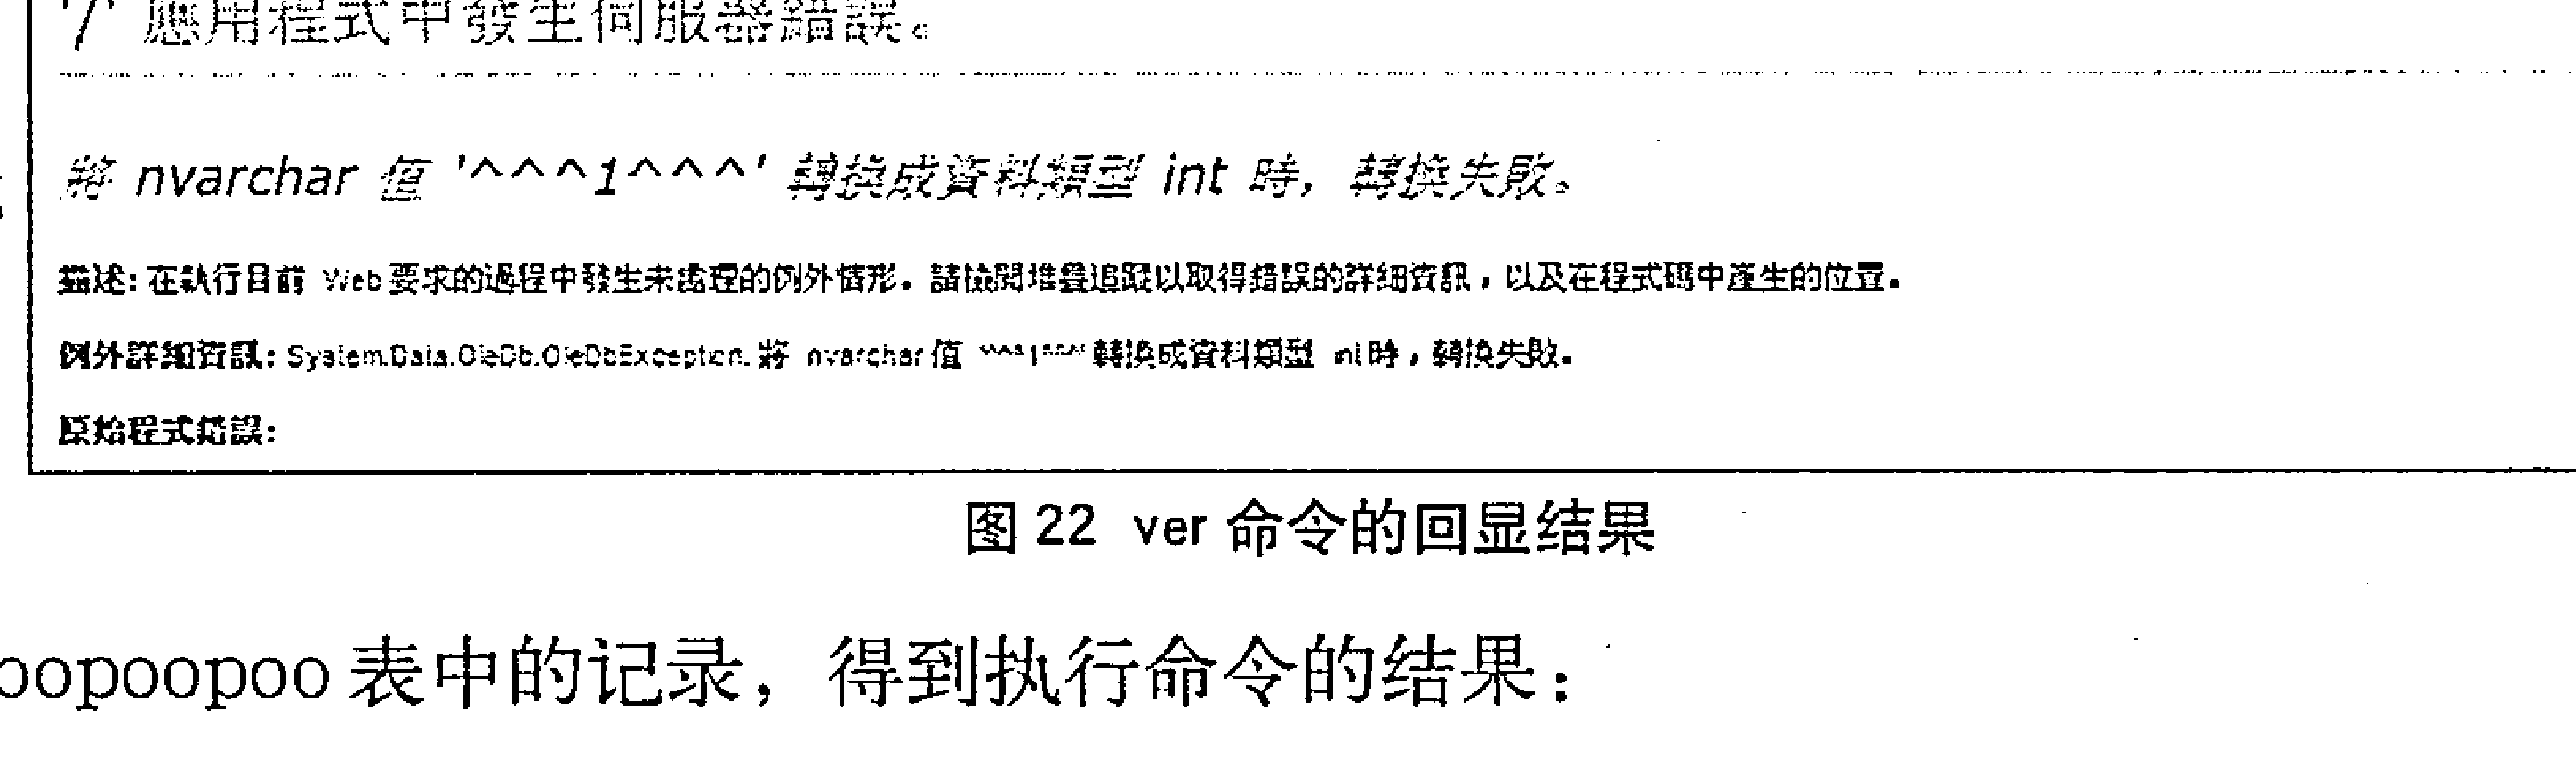 '/' 應用程式中發生伺服器錯誤。
將 nvarchar 值 '^^^1^^^' 轉換成資料類型 int 時, 轉換失敗。
描述: 在執行目前 Web 要求的過程中發生未處理的例外情形。請檢閱堆疊追蹤以取得錯誤的詳細資訊，以及在程式碼中產生的位置。
例外詳細資訊: System.Data.OleDb.OleDbException: 將 nvarchar 值 '^^^1^^^' 轉換成資料類型 int 時，轉換失敗。
原始程式錯誤:
图 22 ver 命令的回显结果
oopoopoo 表中的记录，得到执行命令的结果：